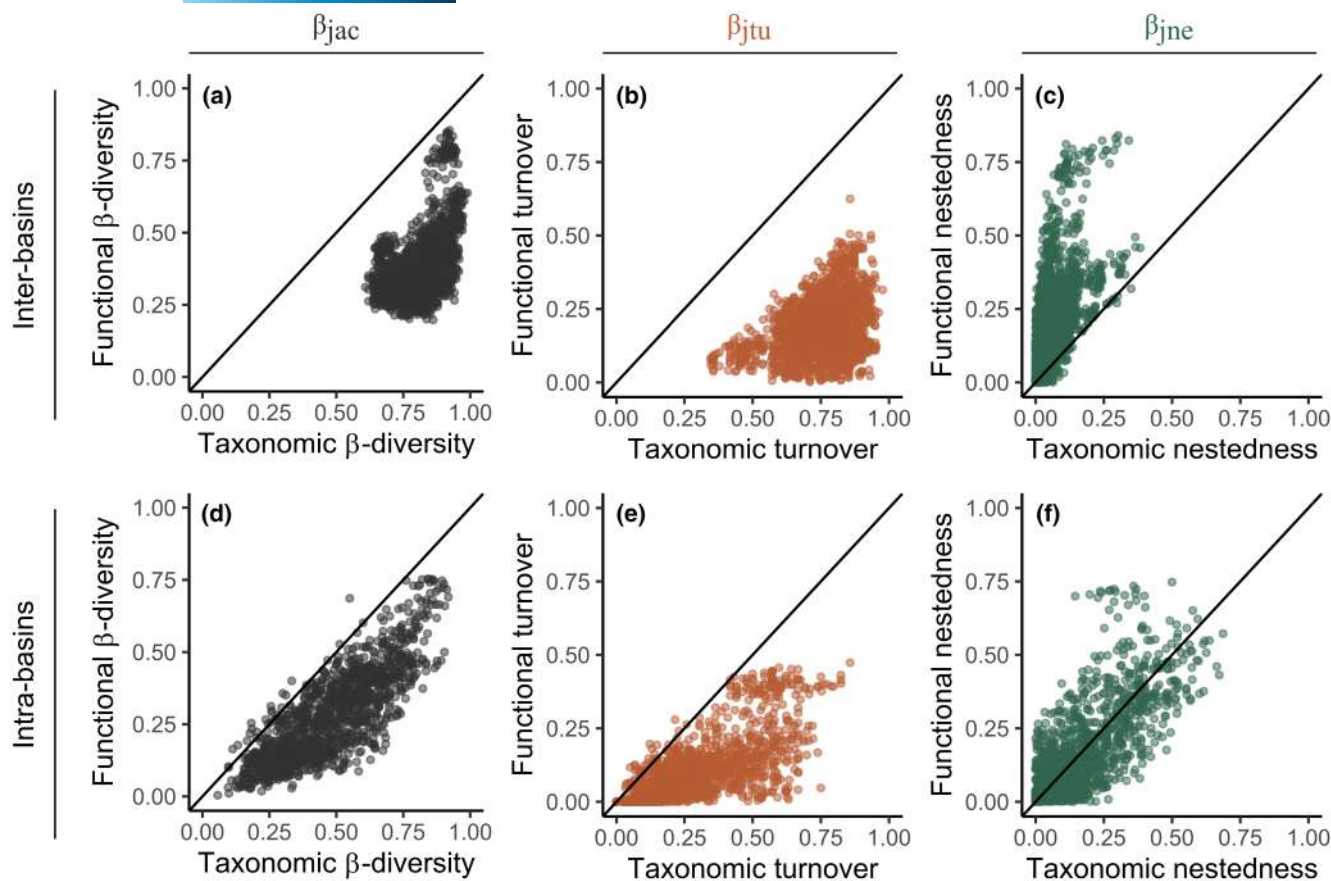 βjac βjtu βjne
Inter-basins
(a)
Functional β-diversity
1.00
0.75
0.50
0.25
0.00
0.00 0.25 0.50 0.75 1.00
Taxonomic β-diversity
(b)
Functional turnover
1.00
0.75
0.50
0.25
0.00
0.00 0.25 0.50 0.75 1.00
Taxonomic turnover
(c)
Functional nestedness
1.00
0.75
0.50
0.25
0.00
0.00 0.25 0.50 0.75 1.00
Taxonomic nestedness
Intra-basins
(d)
Functional β-diversity
1.00
0.75
0.50
0.25
0.00
0.00 0.25 0.50 0.75 1.00
Taxonomic β-diversity
(e)
Functional turnover
1.00
0.75
0.50
0.25
0.00
0.00 0.25 0.50 0.75 1.00
Taxonomic turnover
(f)
Functional nestedness
1.00
0.75
0.50
0.25
0.00
0.00 0.25 0.50 0.75 1.00
Taxonomic nestedness